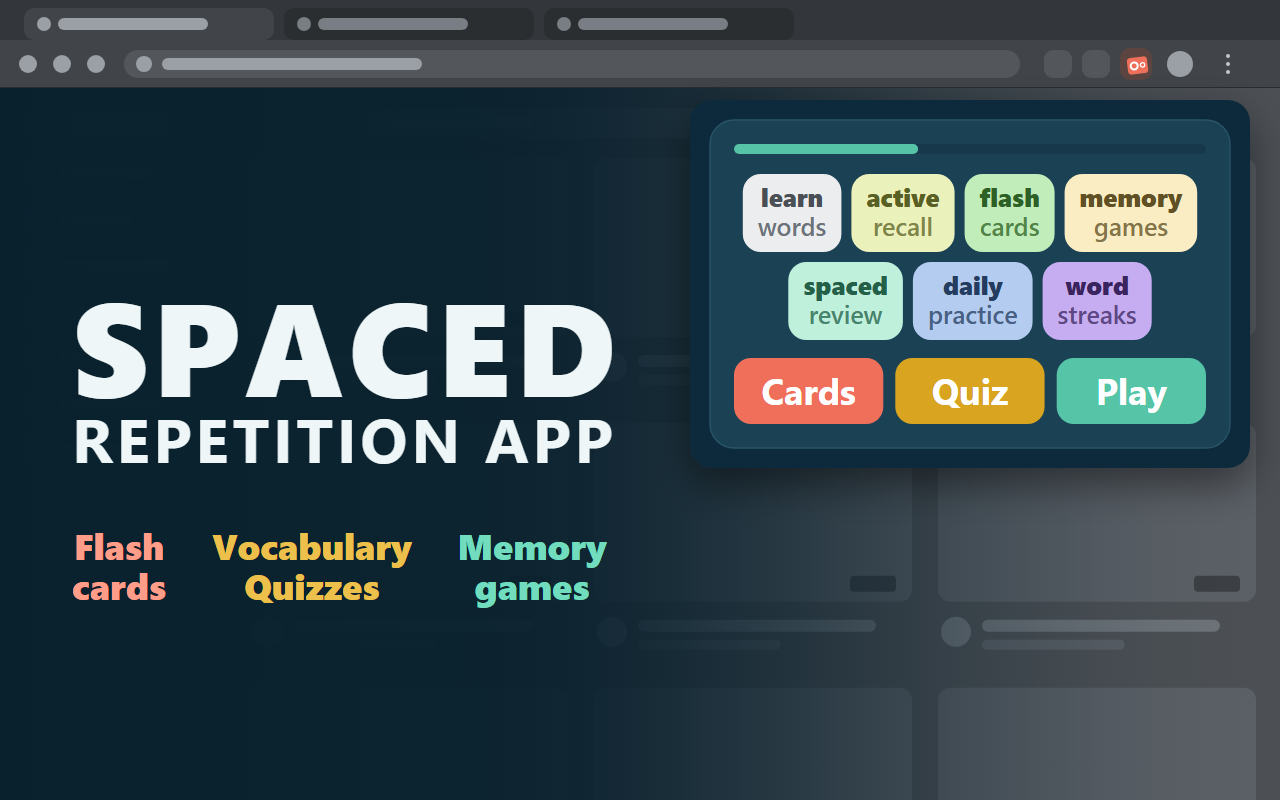 SPACED
REPETITION APP
Flash
cards
Vocabulary
Quizzes
Memory
games
learn
words
active
recall
flash
cards
memory
games
spaced
review
daily
practice
word
streaks
Cards
Quiz
Play